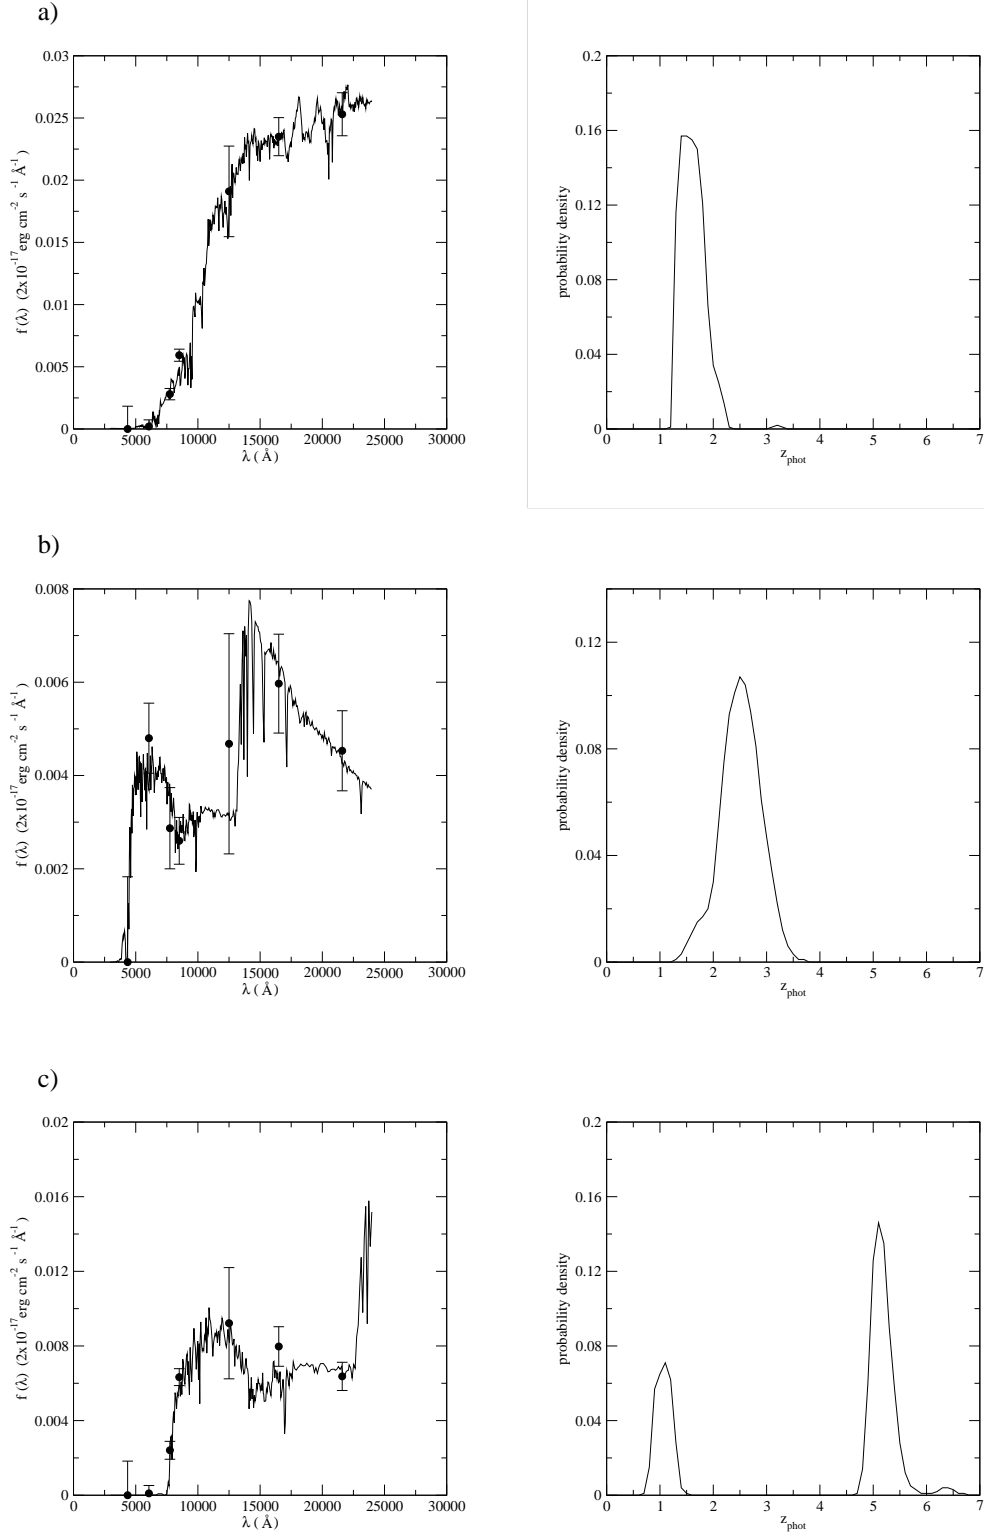 a)
0.03
0.025
0.02
0.015
0.01
0.005
0
0 5000 10000 15000 20000 25000 30000
λ ( Å)
f (λ) (2x10⁻¹⁷erg cm⁻² s⁻¹ Å⁻¹)
0.2
0.16
0.12
0.08
0.04
0
0 1 2 3 4 5 6 7
z_phot
probability density
b)
0.008
0.006
0.004
0.002
0
0 5000 10000 15000 20000 25000 30000
λ ( Å)
f (λ) (2x10⁻¹⁷erg cm⁻² s⁻¹ Å⁻¹)
0.12
0.08
0.04
0
0 1 2 3 4 5 6 7
z_phot
probability density
c)
0.02
0.016
0.012
0.008
0.004
0
0 5000 10000 15000 20000 25000 30000
λ ( Å)
f (λ) (2x10⁻¹⁷erg cm⁻² s⁻¹ Å⁻¹)
0.2
0.16
0.12
0.08
0.04
0
0 1 2 3 4 5 6 7
z_phot
probability density